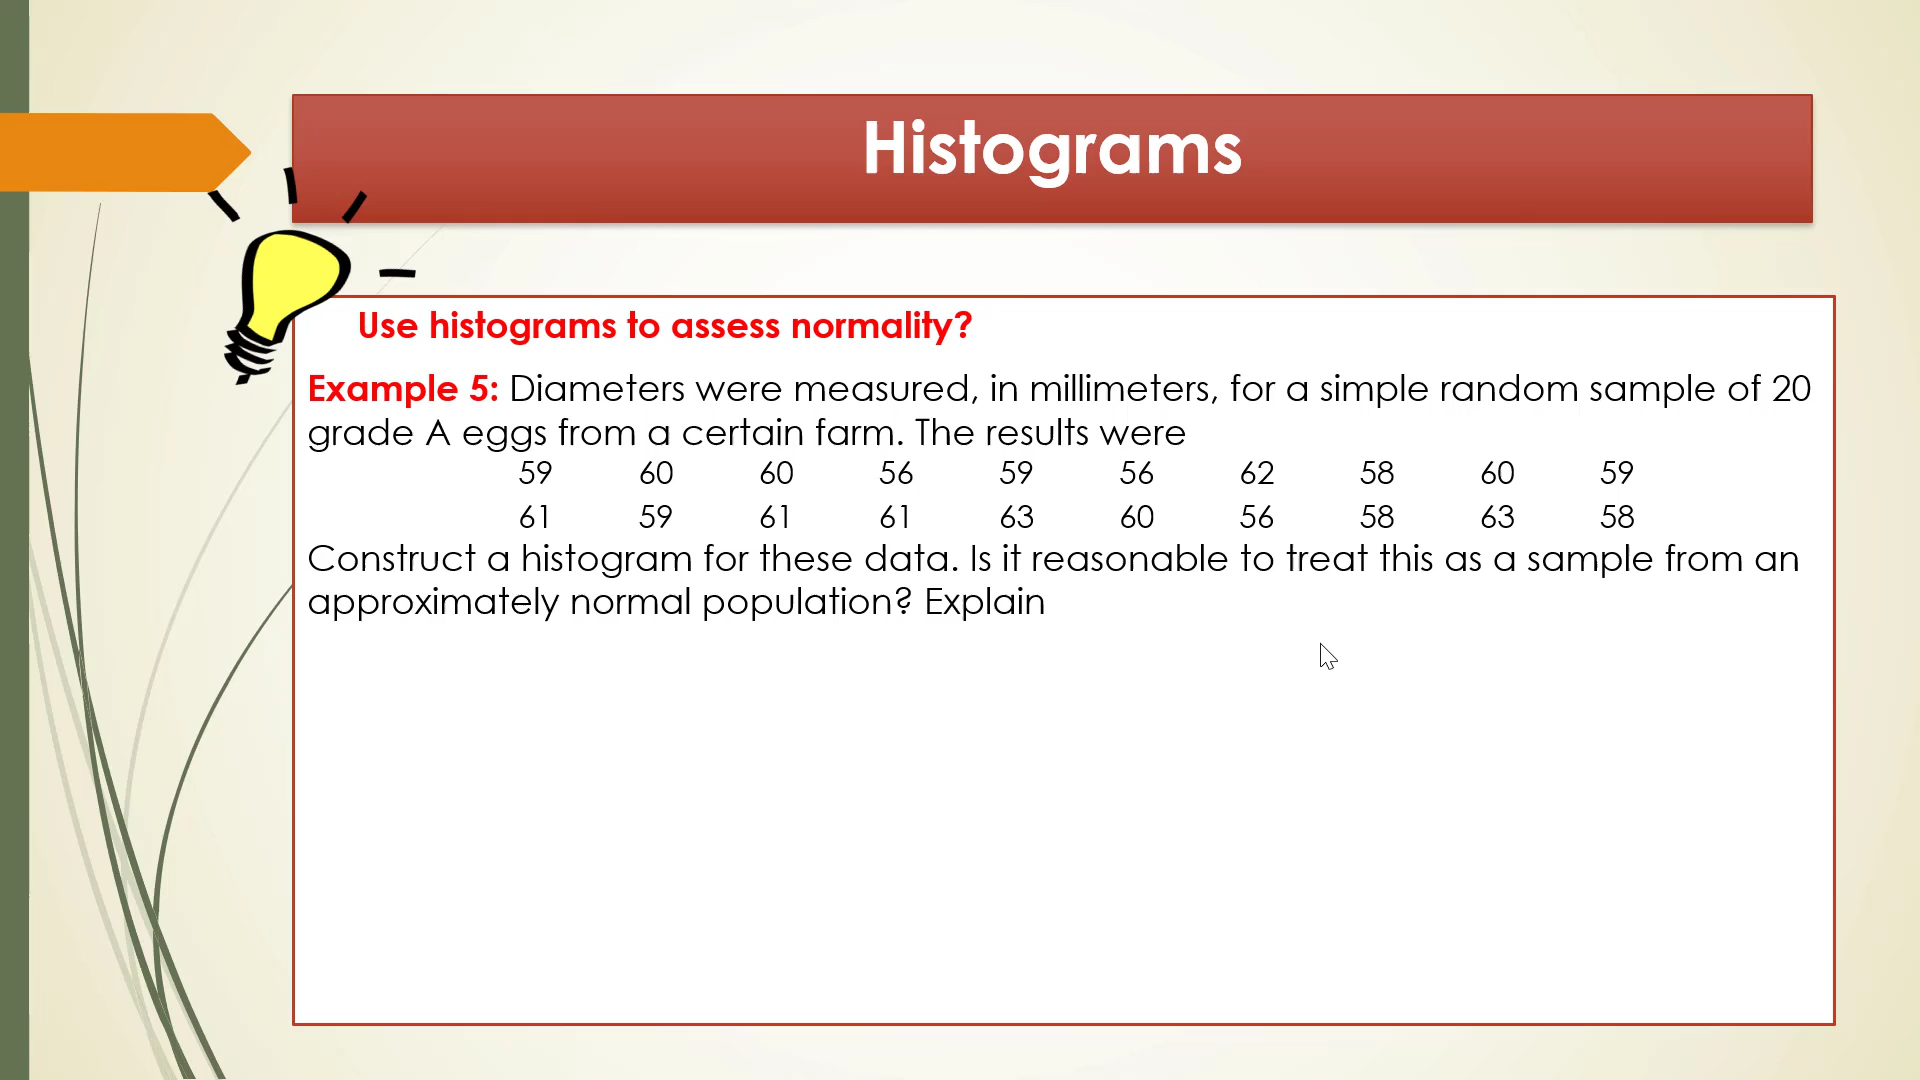 Histograms
Use histograms to assess normality?
Example 5: Diameters were measured, in millimeters, for a simple random sample of 20
grade A eggs from a certain farm. The results were
59 60 60 56 59 56 62 58 60 59
61 59 61 61 63 60 56 58 63 58
Construct a histogram for these data. Is it reasonable to treat this as a sample from an
approximately normal population? Explain